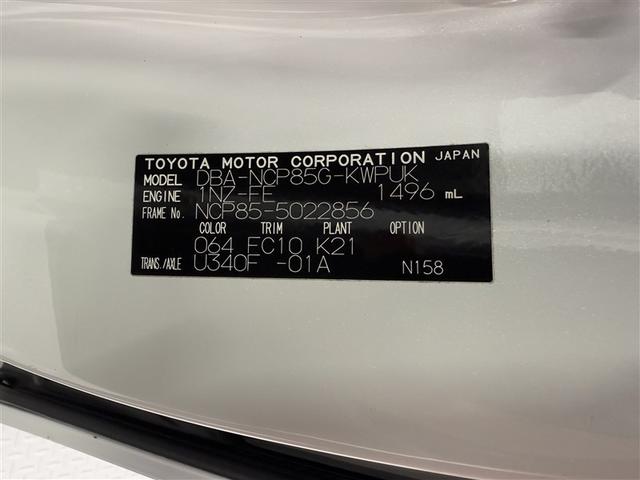 TOYOTA MOTOR CORPORATION JAPAN
MODEL DBA-NCP85G-KWPUK
ENGINE 1NZ-FE 1496 mL
FRAME No. NCP85-5022856
COLOR TRIM PLANT
064 FC10 K21
TRANS./AXLE U340F -01A N158